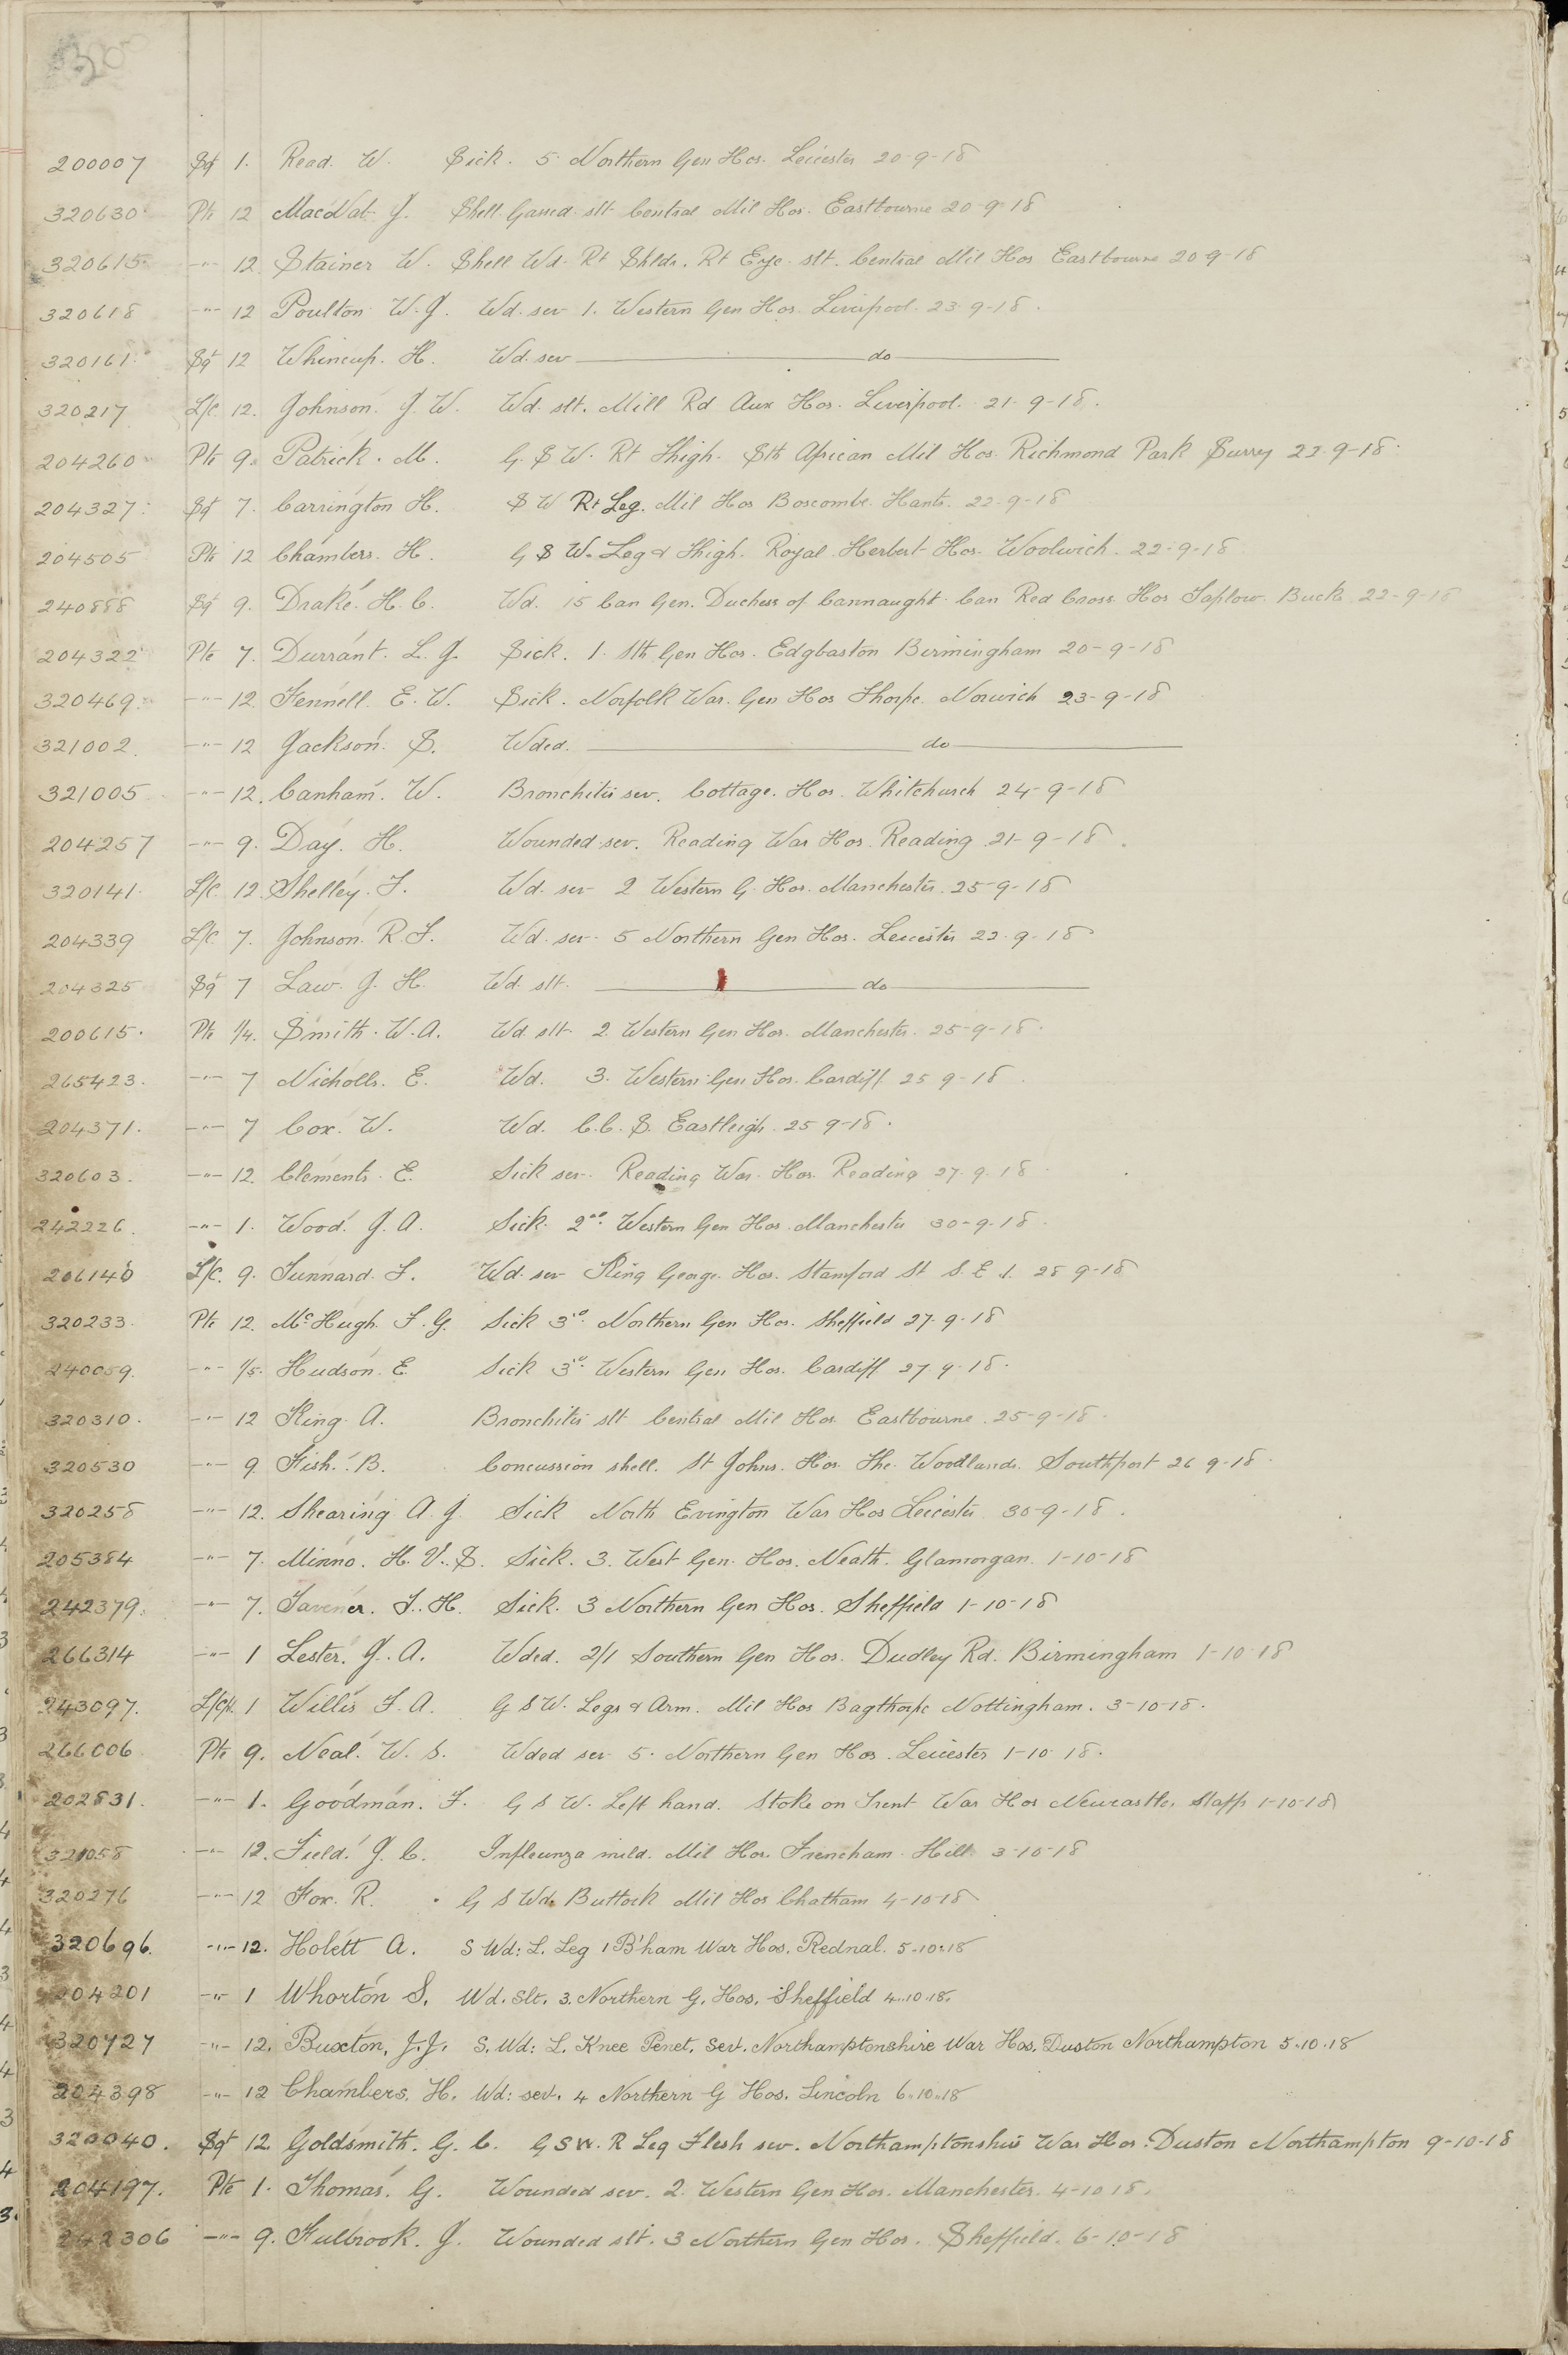 200007 Sgt 1. Read. W. Sick. 5 Northern Gen Hos. Leicester 20-9-18
320630 Pte 12 MacNab J. Shell Gassed slt Central Mil Hos. Eastbourne 20-9-18
320615 -"- 12. Stainer W. Shell Wd. Rt Shldr. Rt Eye. slt. Central Mil Hos Eastbourne 20-9-18
320618 -"- 12 Poulton W.J. Wd. sev 1. Western Gen Hos. Liverpool. 23-9-18.
320161. Sgt 12 Whincup. H. Wd. sev do
320217 L/C. 12. Johnson. J.W. Wd. slt. Mill Rd Aux Hos. Liverpool. 21-9-18.
204260 Pte 9. Patrick. M. G.S.W. Rt Thigh. Sth African Mil Hos. Richmond Park Surry 22-9-18.
204327. Sgt 7. Carrington H. S W Rt Leg. Mil Hos Boscombe. Hants. 22-9-18
204505 Pte 12 Chambers. H. G S W. Leg & Thigh. Royal Herbert Hos. Woolwich. 22-9-18
240888 Sgt 9. Drake. H.C. Wd. 15 Can Gen. Duchess of Cannaught. Can Red Cross. Hos Taplow. Bucks 22-9-18
204322 Pte 7. Durrant. L.J. Sick. 1. Sth Gen Hos. Edgbaston Birmingham 20-9-18
320469. -"- 12. Fennell. E.W. Sick. Norfolk War. Gen Hos Thorpe. Norwich 23-9-18
321002. -"- 12 Jackson. S. Wded. do
321005 -"- 12. Canham. W. Bronchitis sev. Cottage. Hos. Whitchurch 24-9-18
204257 -"- 9. Day. H. Wounded sev. Reading War Hos. Reading 21-9-18.
320141. L/C. 12. Shelley. F. Wd. sev 2 Western G. Hos. Manchester. 25-9-18
204339 L/C. 7. Johnson R.F. Wd. sev 5 Northern Gen Hos. Leicester 22-9-18
204325 Sgt 7 Law. J. H. Wd. slt. do
200615. Pte 1/4. Smith. W.A. Wd. slt 2 Western Gen Hos. Manchester. 25-9-18.
265423. -"- 7 Nicholls. E. Wd. 3. Western Gen Hos. Cardiff. 25 9-18.
204371. -"- 7 Cox. W. Wd. C.C.S. Eastleigh. 25 9-18.
320603. -"- 12. Clements. E. Sick sev. Reading War. Hos. Reading 27-9-18
242226. -"- 1. Wood. J.A. Sick. 2nd Western Gen Hos. Manchester 30-9-18.
206140 L/C. 9. Tunnard. F. Wd. sev King George. Hos. Stamford St S.E 1. 28 9-18
320233. Pte 12. McHugh. F.G. Sick 3rd Northern Gen Hos. Sheffield 27-9-18
240059. -"- 1/5. Hudson. E. Sick 3rd Western Gen Hos. Cardiff 27 9-18.
320310. -"- 12 King. A. Bronchitis slt Central Mil Hos Eastbourne. 25-9-18.
320530 -"- 9. Fish. B. Concussion shell. St Johns. Hos. The Woodlands. Southport 26 9-18.
320258 -"- 12. Shearing A.J. Sick North Evington War Hos Leicester 30-9-18.
205384 -"- 7. Minno. H.V.S. Sick. 3. West Gen. Hos. Neath. Glamorgan. 1-10-18
242379. -"- 7. Tavener. F.H. Sick. 3 Northern Gen Hos. Sheffield 1-10-18
266314 -"- 1 Lester. J.A. Wded. 2/1 Southern Gen Hos. Dudley Rd. Birmingham 1-10-18
243097. L/Cpl. 1 Willis F.A. G S W. Legs & Arm. Mil Hos Bagthorpe Nottingham. 3-10-18.
266006 Pte 9. Neal. W. S. Wded sev 5. Northern Gen Hos. Leicester 1-10-18.
202831. -"- 1. Goodman. F. G S W. Left hand. Stoke on Trent War Hos Newcastle, Staffs 1-10-18
321058 -"- 12. Field. J.C. Infleunza mild. Mil Hos. Frencham Hill. 3-10-18
320276 -"- 12 Fox. R. G S Wd. Buttock Mil Hos Chatham 4-10-18
320696. -"- 12. Holett A. S Wd: L. Leg 1 B'ham War Hos. Rednal. 5-10-18
204201 -"- 1 Whorton S. Wd. Slt. 3. Northern G. Hos. Sheffield 4.10.18.
320727 -"- 12. Buxton, J.J. S. Wd: L. Knee Penet. Sev. Northamptonshire War Hos. Duston Northampton 5.10.18
204398 -"- 12 Chambers, H. Wd: sev. 4 Northern G Hos. Lincoln 6.10.18
320040. Sgt 12 Goldsmith. G. C. G S W. R Leg Flesh sev. Northamptonshire War Hos. Duston Northampton 9-10-18
204197. Pte 1. Thomas. G. Wounded sev. 2. Western Gen Hos. Manchester. 4-10 18.
242306 -"- 9. Fulbrook. J. Wounded slt. 3 Northern Gen Hos. Sheffield. 6-10-18